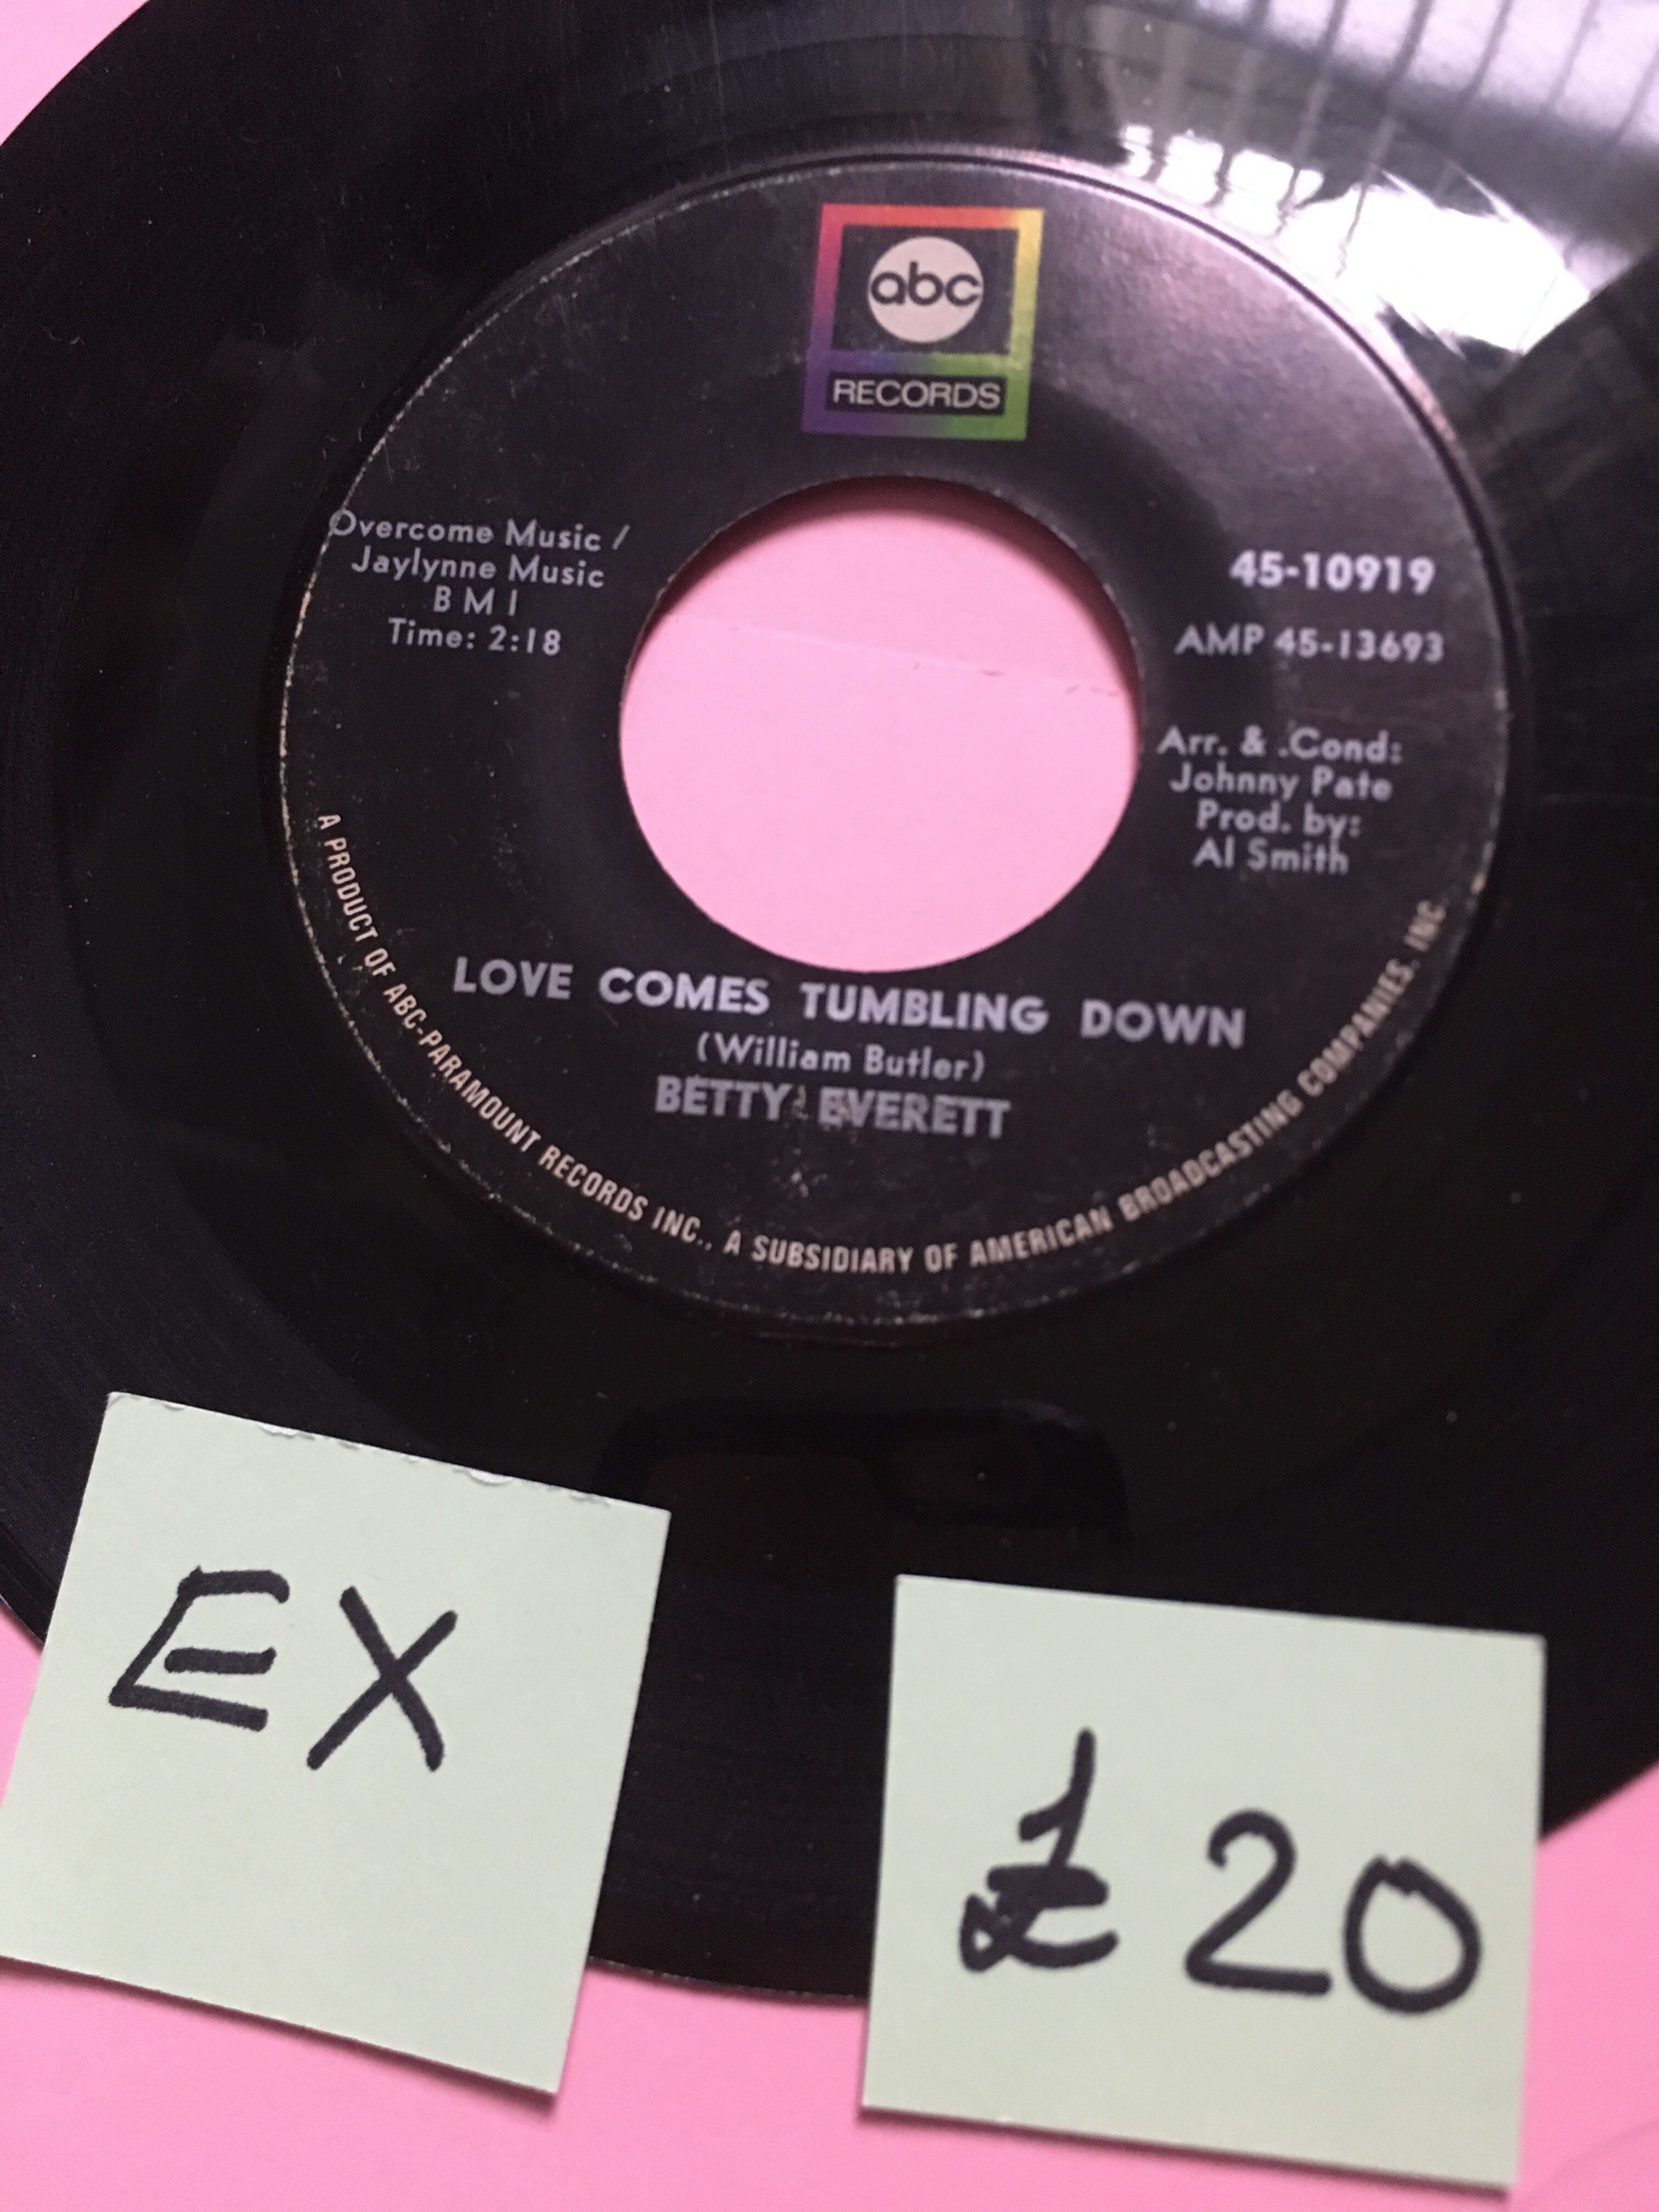 abc
RECORDS
Overcome Music /
Jaylynne Music
B M I
Time: 2:18
45-10919
AMP 45-13693
Arr. & .Cond:
Johnny Pate
Prod. by:
Al Smith
LOVE COMES TUMBLING DOWN
(William Butler)
BETTY EVERETT
A PRODUCT OF ABC-PARAMOUNT RECORDS INC., A SUBSIDIARY OF AMERICAN BROADCASTING COMPANIES, INC.
EX
£20